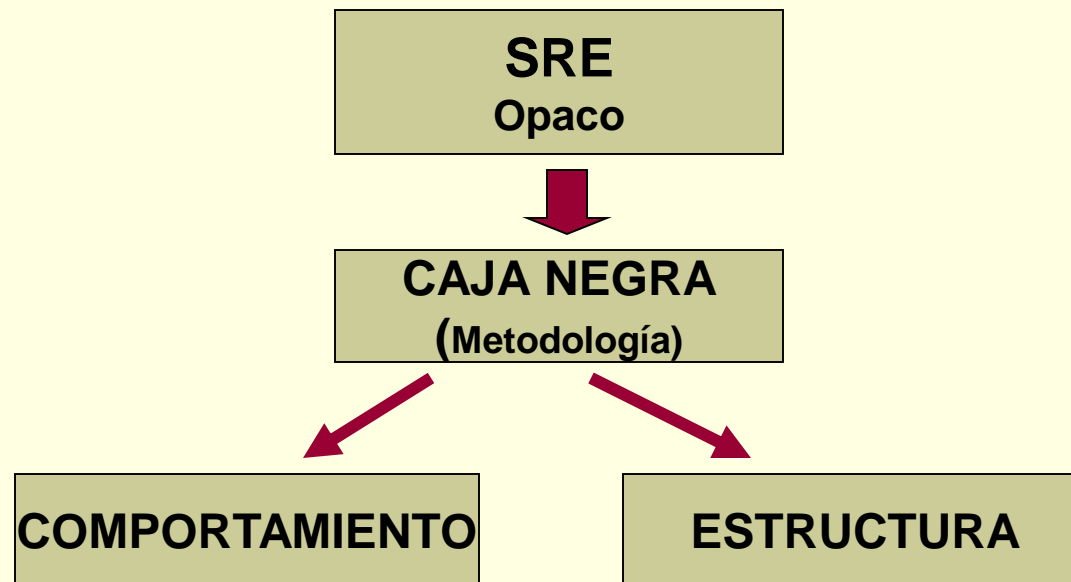 SRE
Opaco
CAJA NEGRA
(Metodología)
COMPORTAMIENTO
ESTRUCTURA